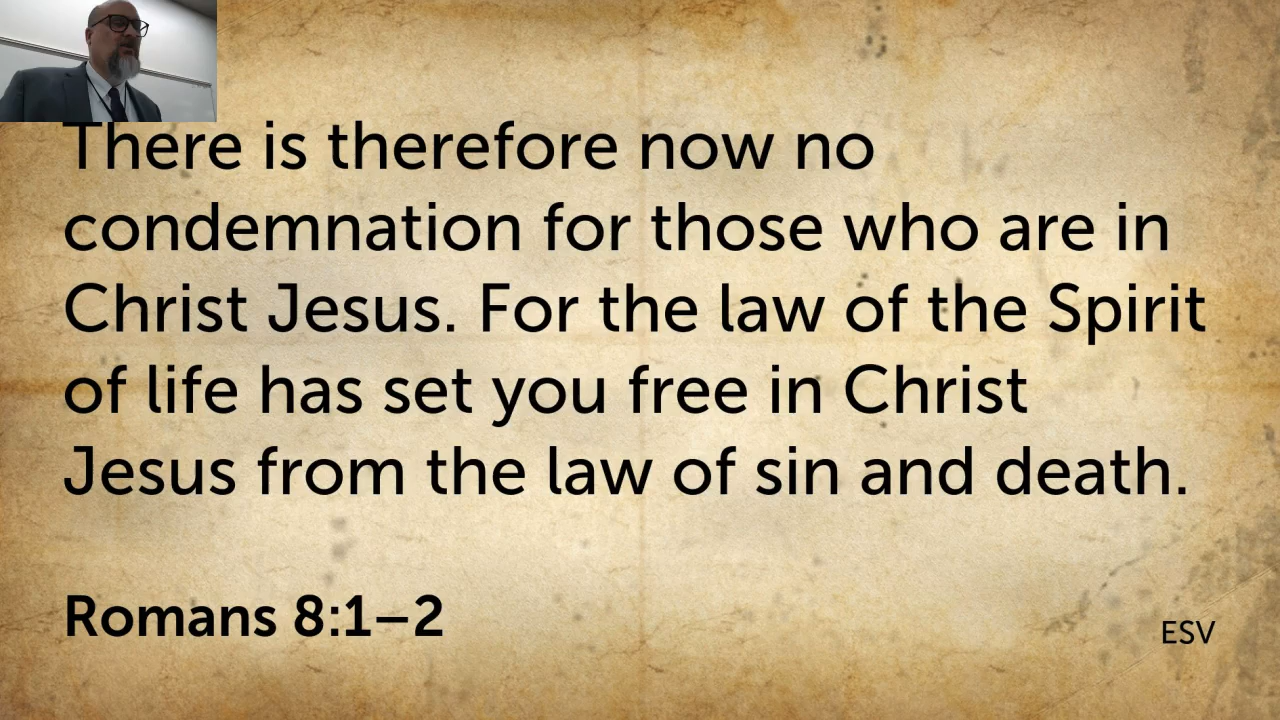 There is therefore now no
condemnation for those who are in
Christ Jesus. For the law of the Spirit
of life has set you free in Christ
Jesus from the law of sin and death.
Romans 8:1–2
ESV